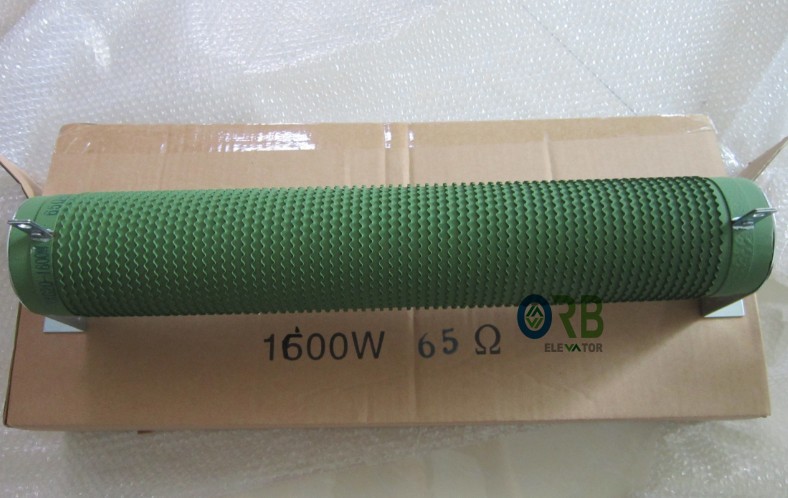 1600W 65 Ω
ORB
ELEVATOR